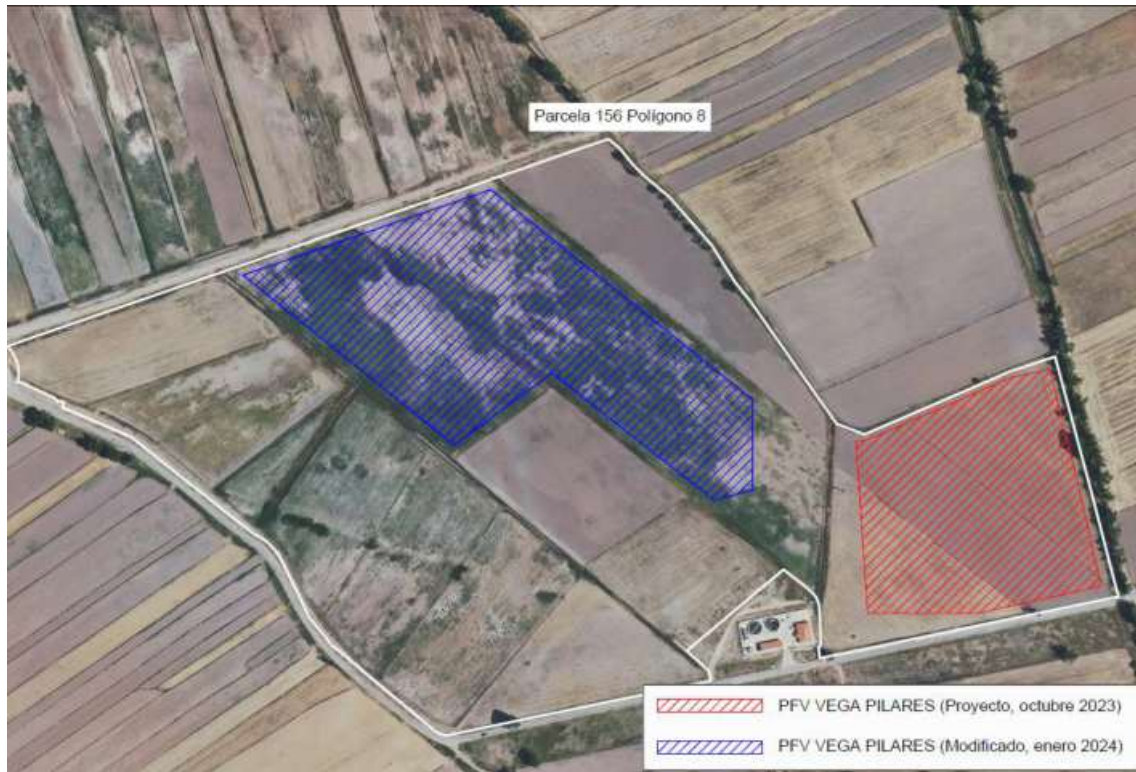 Parcela 156 Polígono 8
PFV VEGA PILARES (Proyecto, octubre 2023)
PFV VEGA PILARES (Modificado, enero 2024)